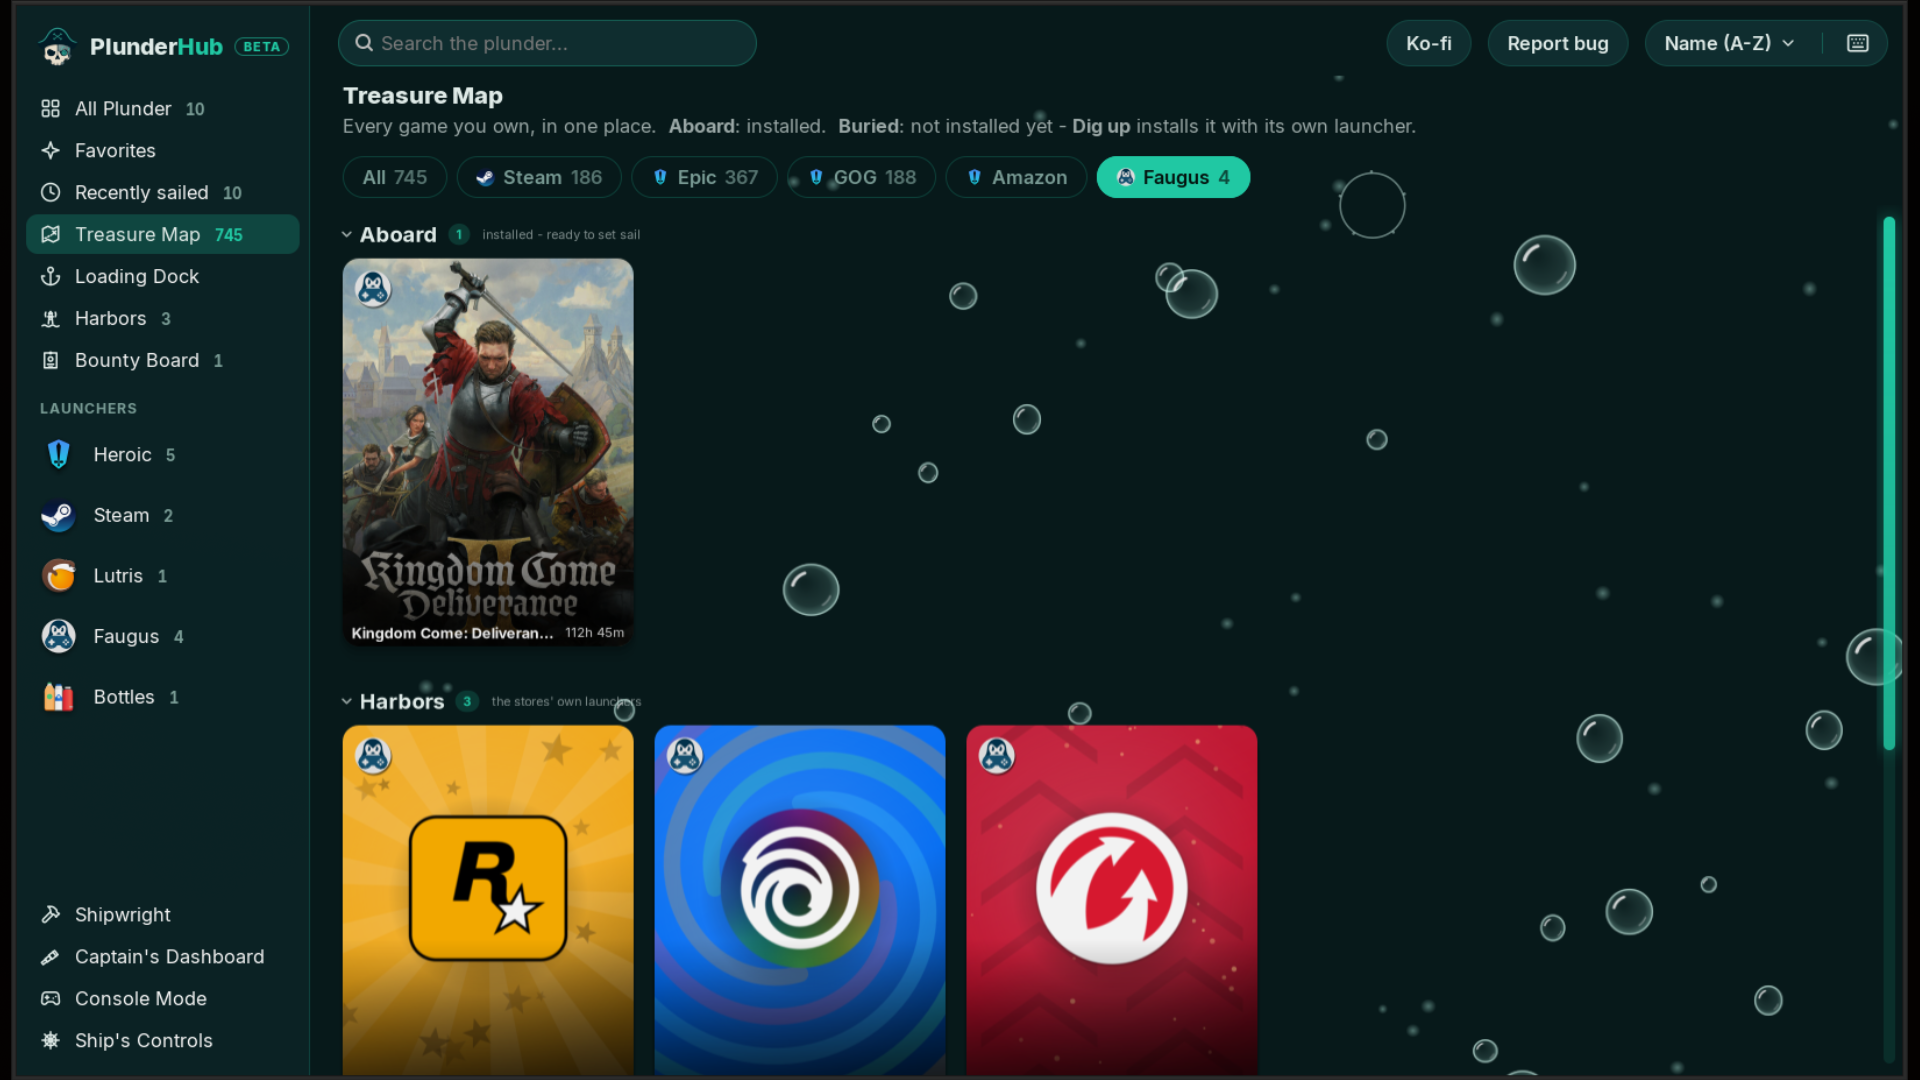 PlunderHub BETA
Search the plunder...
Ko-fi
Report bug
Name (A-Z)
All Plunder 10
Favorites
Recently sailed 10
Treasure Map 745
Loading Dock
Harbors 3
Bounty Board 1
LAUNCHERS
Heroic 5
Steam 2
Lutris 1
Faugus 4
Bottles 1
Shipwright
Captain's Dashboard
Console Mode
Ship's Controls
Treasure Map
Every game you own, in one place. Aboard: installed. Buried: not installed yet - Dig up installs it with its own launcher.
All 745
Steam 186
Epic 367
GOG 188
Amazon
Faugus 4
Aboard 1 installed - ready to set sail
II
Kingdom Come
Deliverance
Kingdom Come: Deliveran... 112h 45m
Harbors 3 the stores' own launchers
R